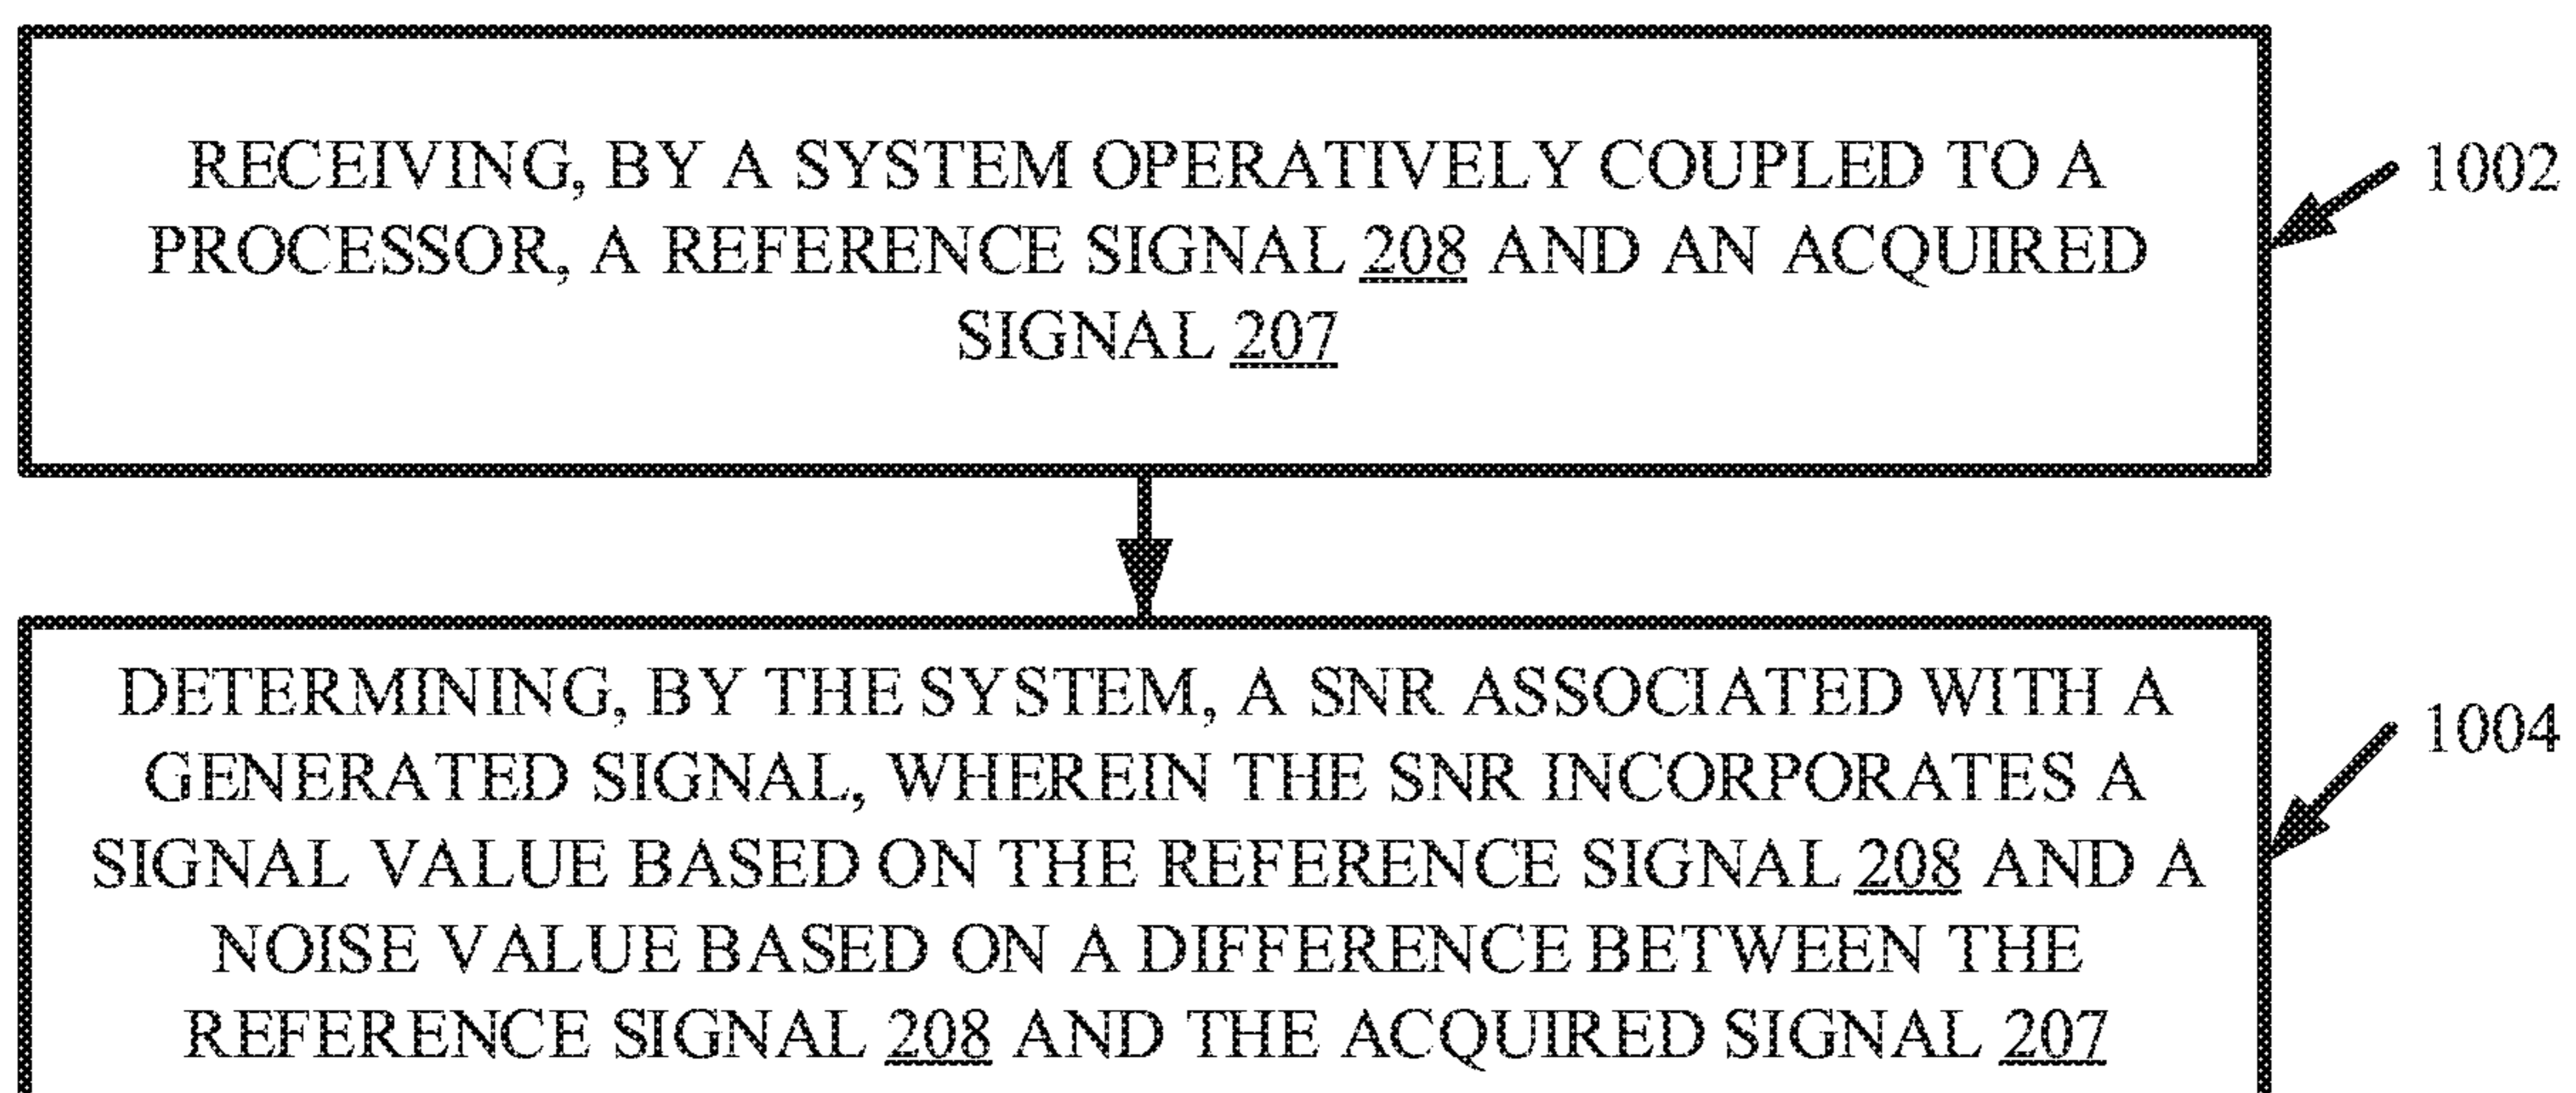 RECEIVING, BY A SYSTEM OPERATIVELY COUPLED TO A
PROCESSOR, A REFERENCE SIGNAL 208 AND AN ACQUIRED
SIGNAL 207
1002
DETERMINING, BY THE SYSTEM, A SNR ASSOCIATED WITH A
GENERATED SIGNAL, WHEREIN THE SNR INCORPORATES A
SIGNAL VALUE BASED ON THE REFERENCE SIGNAL 208 AND A
NOISE VALUE BASED ON A DIFFERENCE BETWEEN THE
REFERENCE SIGNAL 208 AND THE ACQUIRED SIGNAL 207
1004